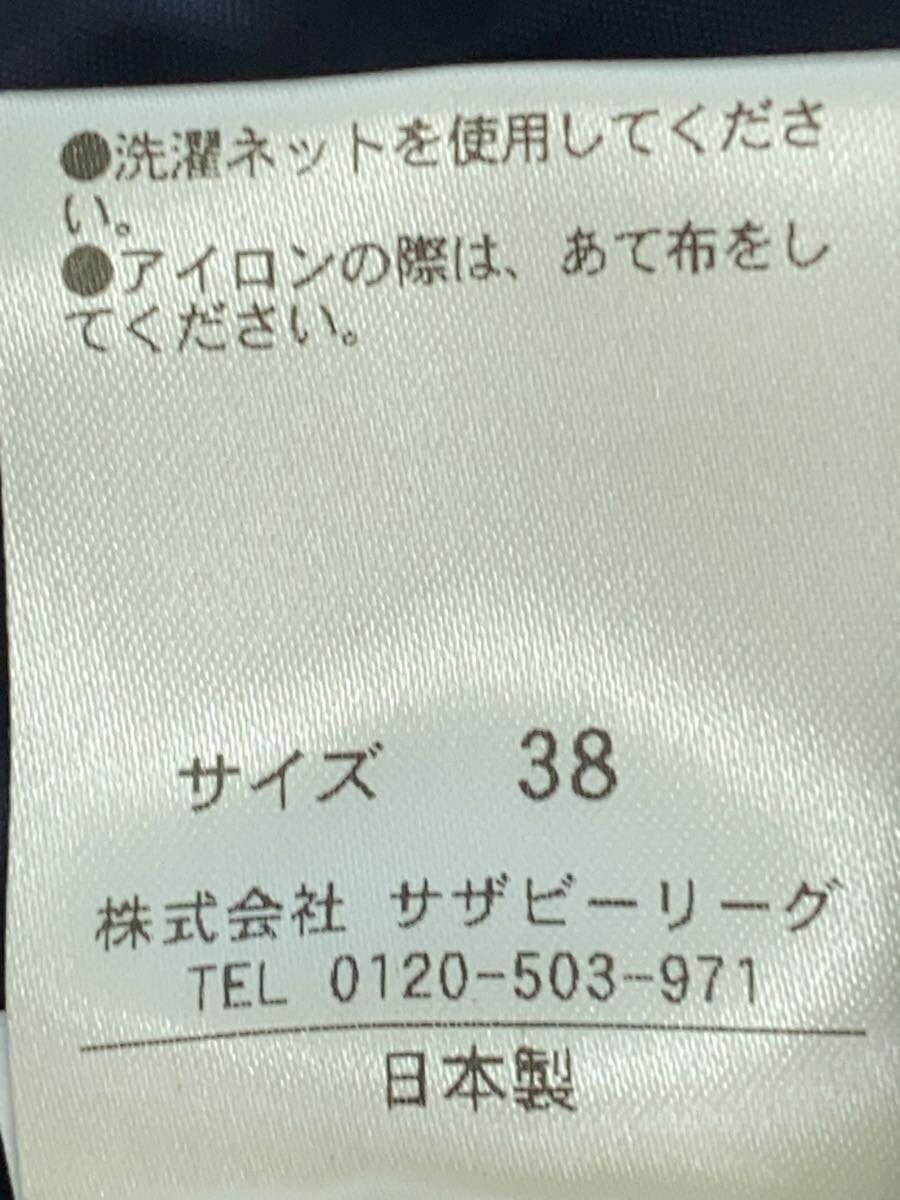 ●洗濯ネットを使用してくださ
い。
●アイロンの際は、あて布をし
てください。
サイズ 38
株式会社 サザビーリーグ
TEL 0120-503-971
日本製